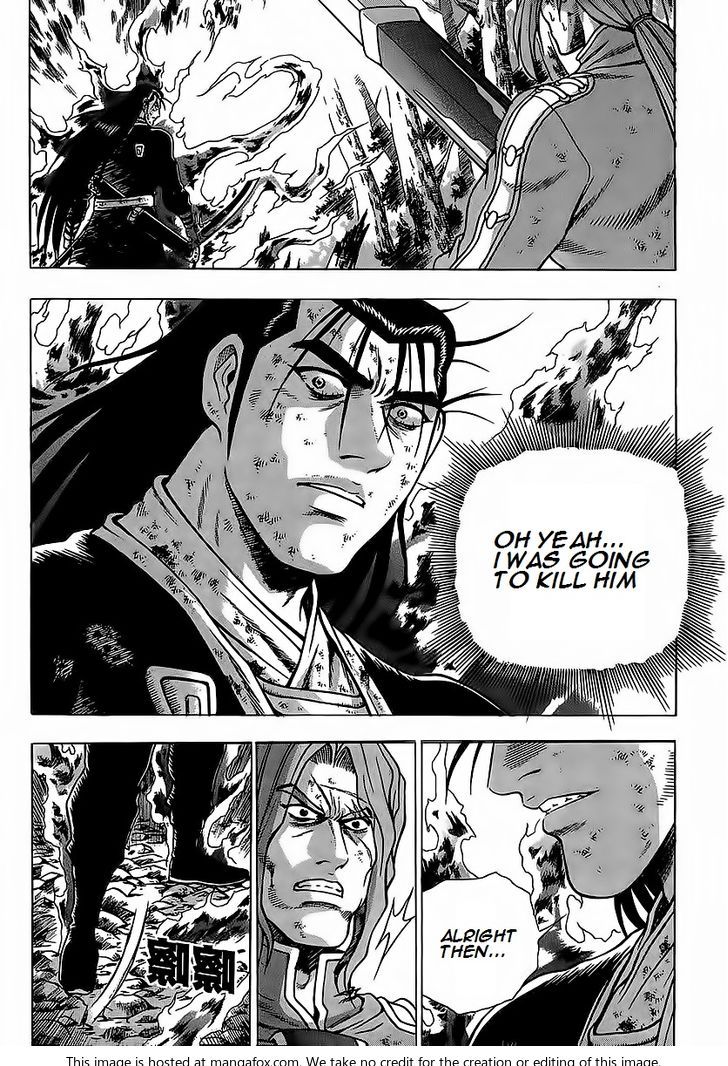 OH YEAH...
I WAS GOING
TO KILL HIM
ALRIGHT
THEN...
This image is hosted at mangafox.com. We take no credit for the creation or editing of this image.